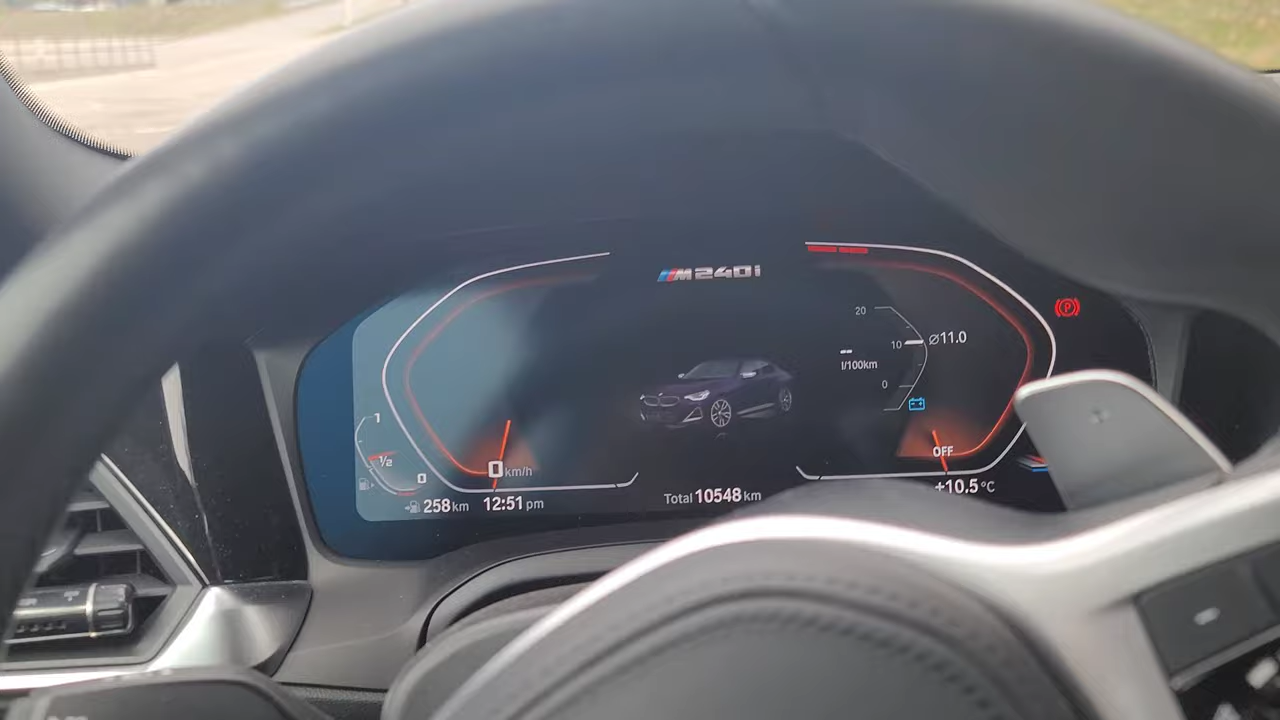 M240i
20
10
⌀11.0
--
l/100km
0
1
1/2
0
0 km/h
OFF
258 km
12:51 pm
Total 10548 km
+10.5 °C
P